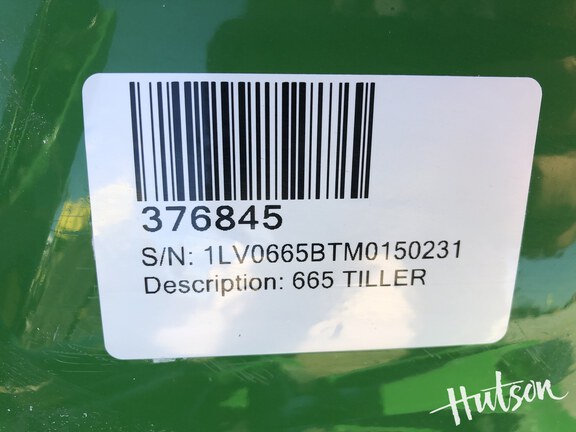 376845
S/N: 1LV0665BTM0150231
Description: 665 TILLER
Hutson